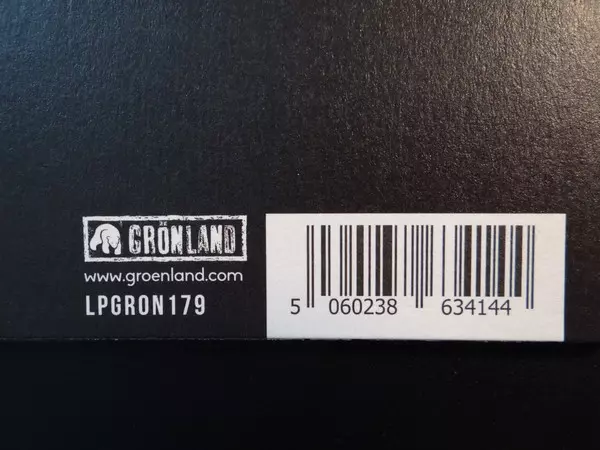 GRÖNLAND
www.groenland.com
LPGRON179
5 060238 634144